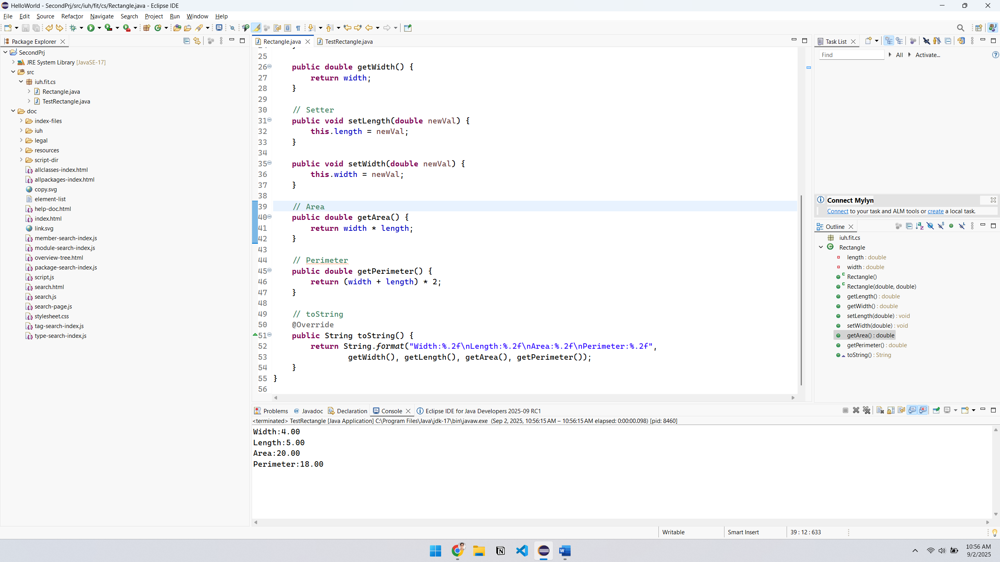 HelloWorld - SecondPrj/src/iuh/fit/cs/Rectangle.java - Eclipse IDE
File Edit Source Refactor Navigate Search Project Run Window Help
Package Explorer
SecondPrj
JRE System Library [JavaSE-17]
src
iuh.fit.cs
Rectangle.java
TestRectangle.java
doc
index-files
iuh
legal
resources
script-dir
allclasses-index.html
allpackages-index.html
copy.svg
element-list
help-doc.html
index.html
link.svg
member-search-index.js
module-search-index.js
overview-tree.html
package-search-index.js
script.js
search.html
search.js
search-page.js
stylesheet.css
tag-search-index.js
type-search-index.js
Rectangle.java TestRectangle.java
25
26 public double getWidth() {
27 return width;
28 }
29
30 // Setter
31 public void setLength(double newVal) {
32 this.length = newVal;
33 }
34
35 public void setWidth(double newVal) {
36 this.width = newVal;
37 }
38
39 // Area
40 public double getArea() {
41 return width * length;
42 }
43
44 // Perimeter
45 public double getPerimeter() {
46 return (width + length) * 2;
47 }
48
49 // toString
50 @Override
51 public String toString() {
52 return String.format("Width:%.2f\nLength:%.2f\nArea:%.2f\nPerimeter:%.2f",
53 getWidth(), getLength(), getArea(), getPerimeter());
54 }
55 }
56
Task List
Find All Activate...
Connect Mylyn
Connect to your task and ALM tools or create a local task.
Outline
iuh.fit.cs
Rectangle
length : double
width : double
Rectangle()
Rectangle(double, double)
getLength() : double
getWidth() : double
setLength(double) : void
setWidth(double) : void
getArea() : double
getPerimeter() : double
toString() : String
Problems Javadoc Declaration Console Eclipse IDE for Java Developers 2025-09 RC1
<terminated> TestRectangle [Java Application] C:\Program Files\Java\jdk-17\bin\javaw.exe (Sep 2, 2025, 10:56:15 AM – 10:56:15 AM elapsed: 0:00:00.098) [pid: 8460]
Width:4.00
Length:5.00
Area:20.00
Perimeter:18.00
Writable Smart Insert 39 : 12 : 633
10:56 AM
9/2/2025